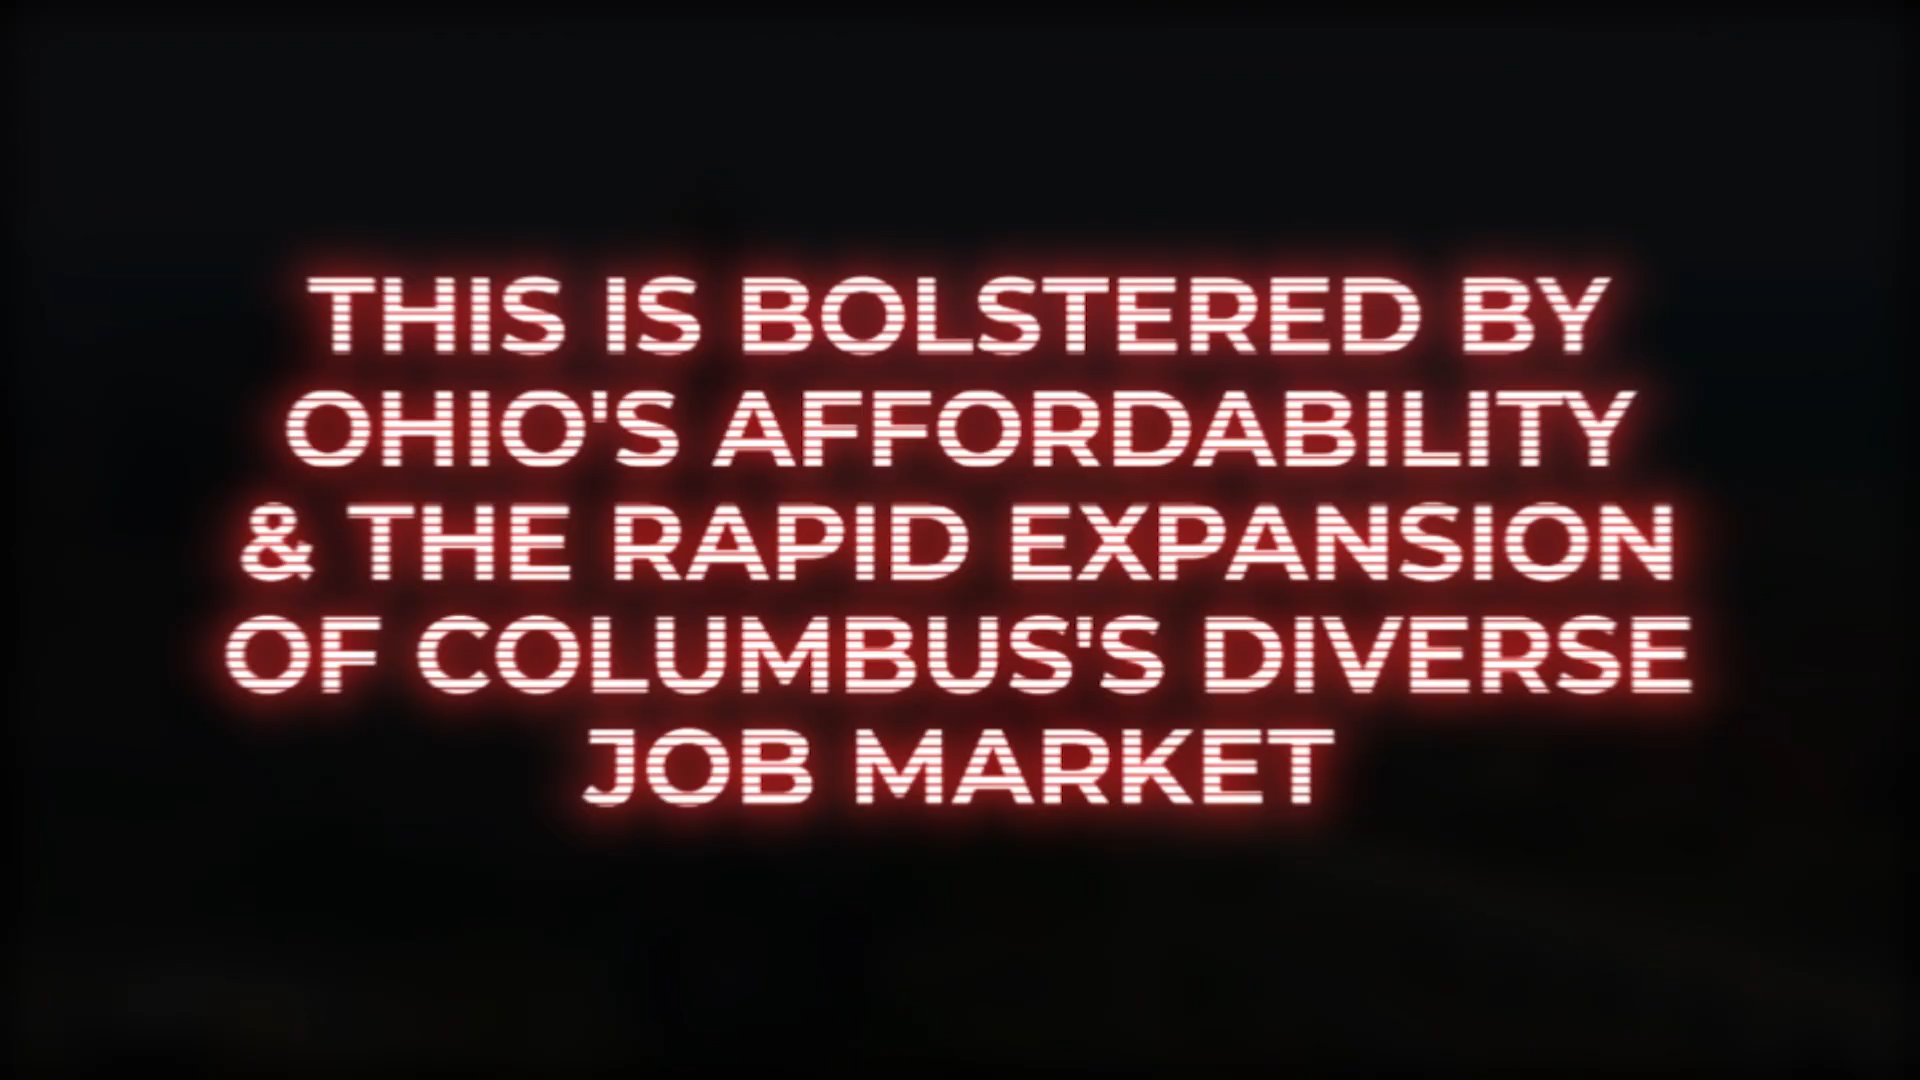 THIS IS BOLSTERED BY
OHIO'S AFFORDABILITY
& THE RAPID EXPANSION
OF COLUMBUS'S DIVERSE
JOB MARKET